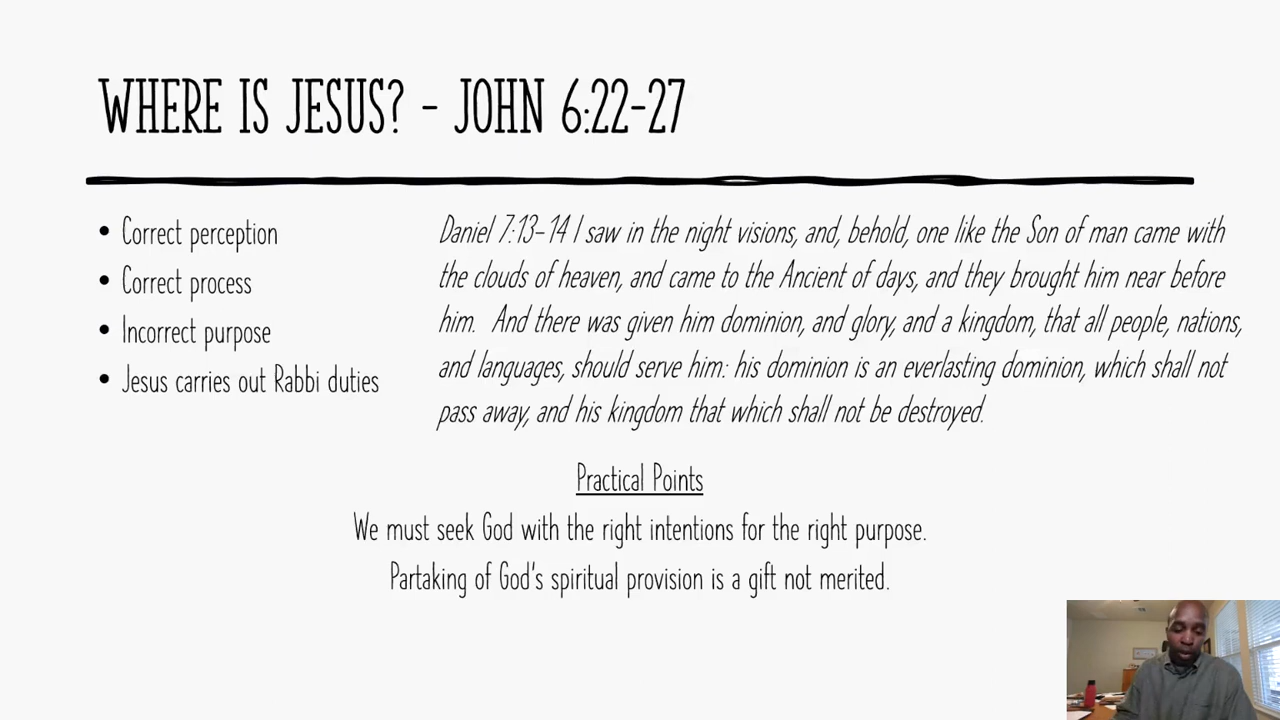 WHERE IS JESUS? - JOHN 6:22-27
• Correct perception
• Correct process
• Incorrect purpose
• Jesus carries out Rabbi duties
Daniel 7:13-14 I saw in the night visions, and, behold, one like the Son of man came with
the clouds of heaven, and came to the Ancient of days, and they brought him near before
him. And there was given him dominion, and glory, and a kingdom, that all people, nations,
and languages, should serve him: his dominion is an everlasting dominion, which shall not
pass away, and his kingdom that which shall not be destroyed.
Practical Points
We must seek God with the right intentions for the right purpose.
Partaking of God's spiritual provision is a gift not merited.